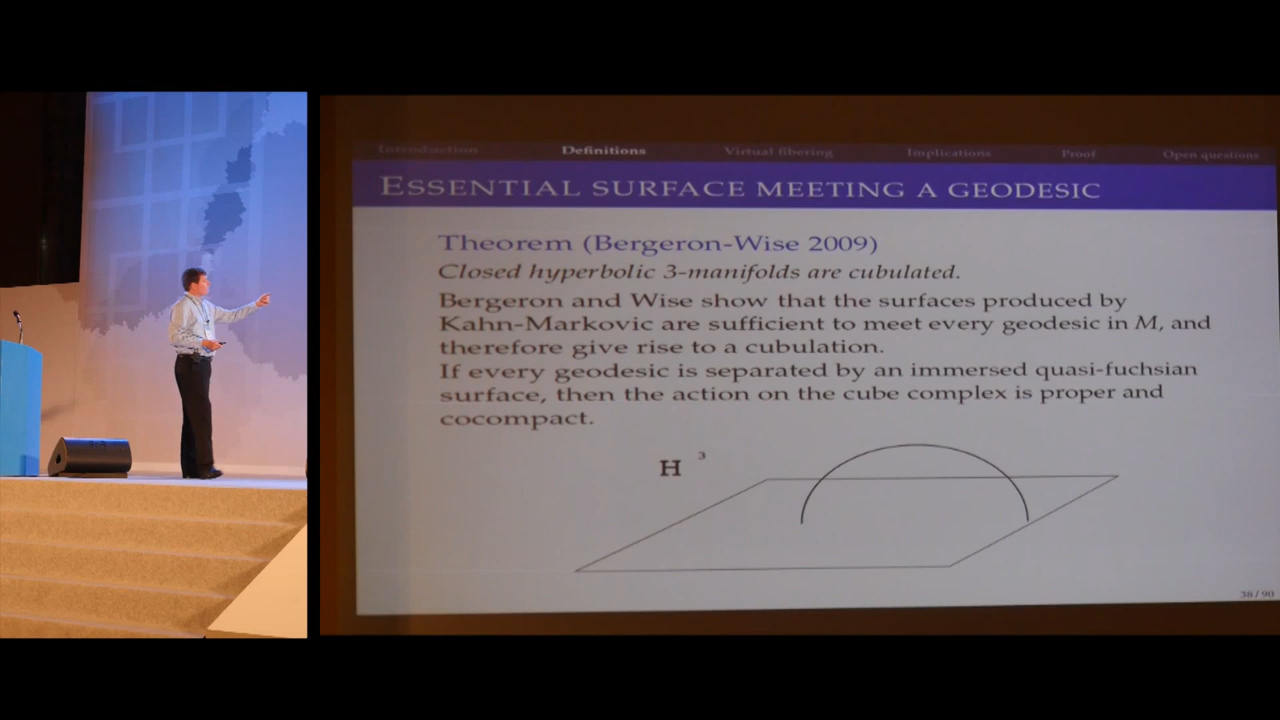 Introduction Definitions Virtual fibering Implications Proof Open questions
ESSENTIAL SURFACE MEETING A GEODESIC
Theorem (Bergeron-Wise 2009)
Closed hyperbolic 3-manifolds are cubulated.
Bergeron and Wise show that the surfaces produced by
Kahn-Markovic are sufficient to meet every geodesic in M, and
therefore give rise to a cubulation.
If every geodesic is separated by an immersed quasi-fuchsian
surface, then the action on the cube complex is proper and
cocompact.
H 3
38 / 90